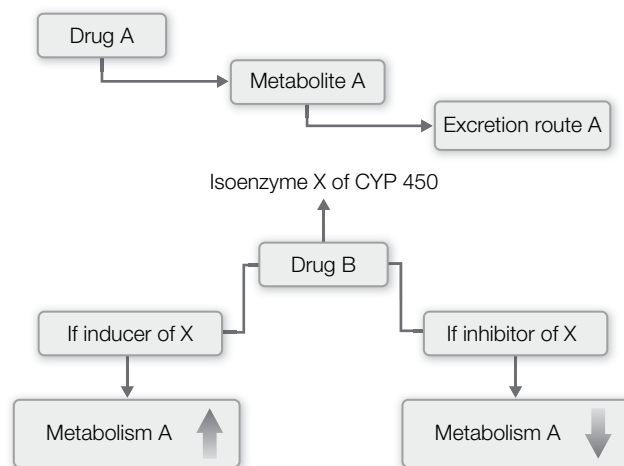 Drug A
Metabolite A
Excretion route A
Isoenzyme X of CYP 450
Drug B
If inducer of X
If inhibitor of X
Metabolism A
Metabolism A